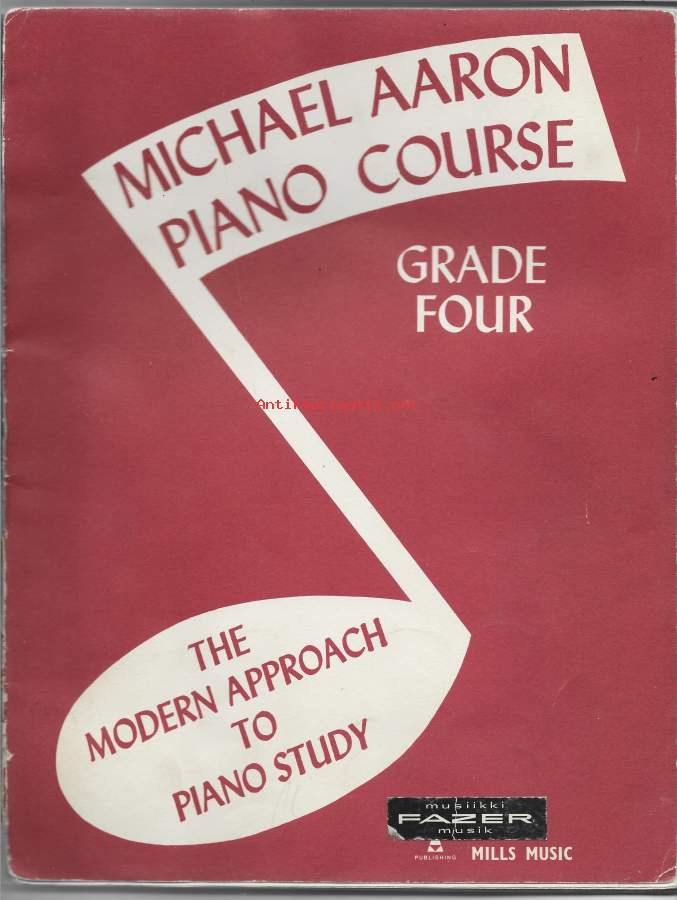 MICHAEL AARON
PIANO COURSE
GRADE
FOUR
THE
MODERN APPROACH
TO
PIANO STUDY
musiikki
FAZER
musik
PUBLISHING
MILLS MUSIC